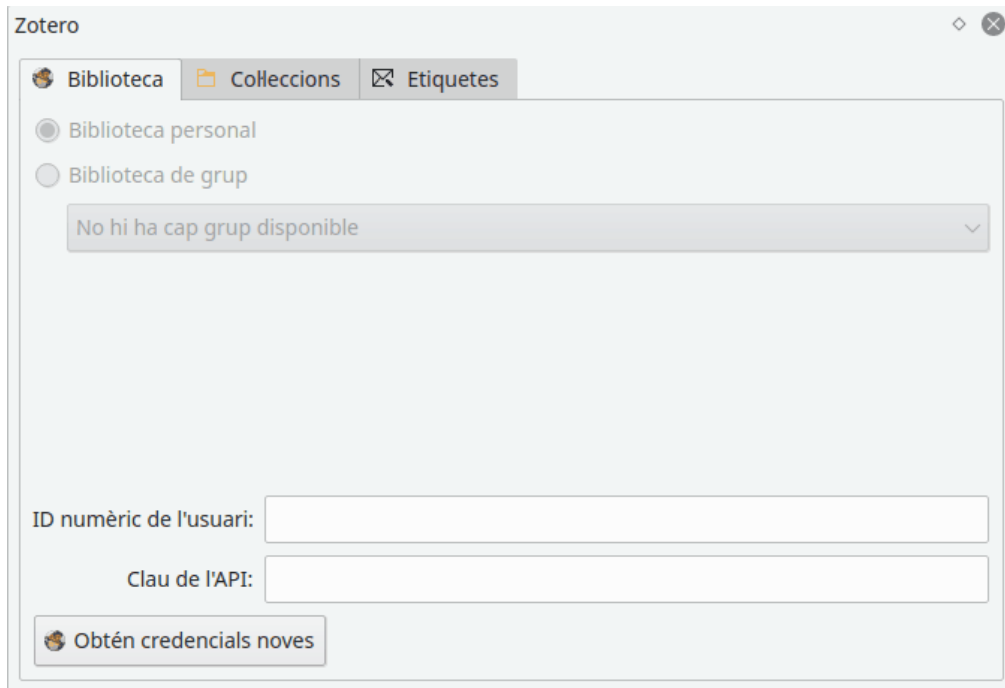 Zotero
Biblioteca Col·leccions Etiquetes
Biblioteca personal
Biblioteca de grup
No hi ha cap grup disponible
ID numèric de l'usuari:
Clau de l'API:
Obtén credencials noves